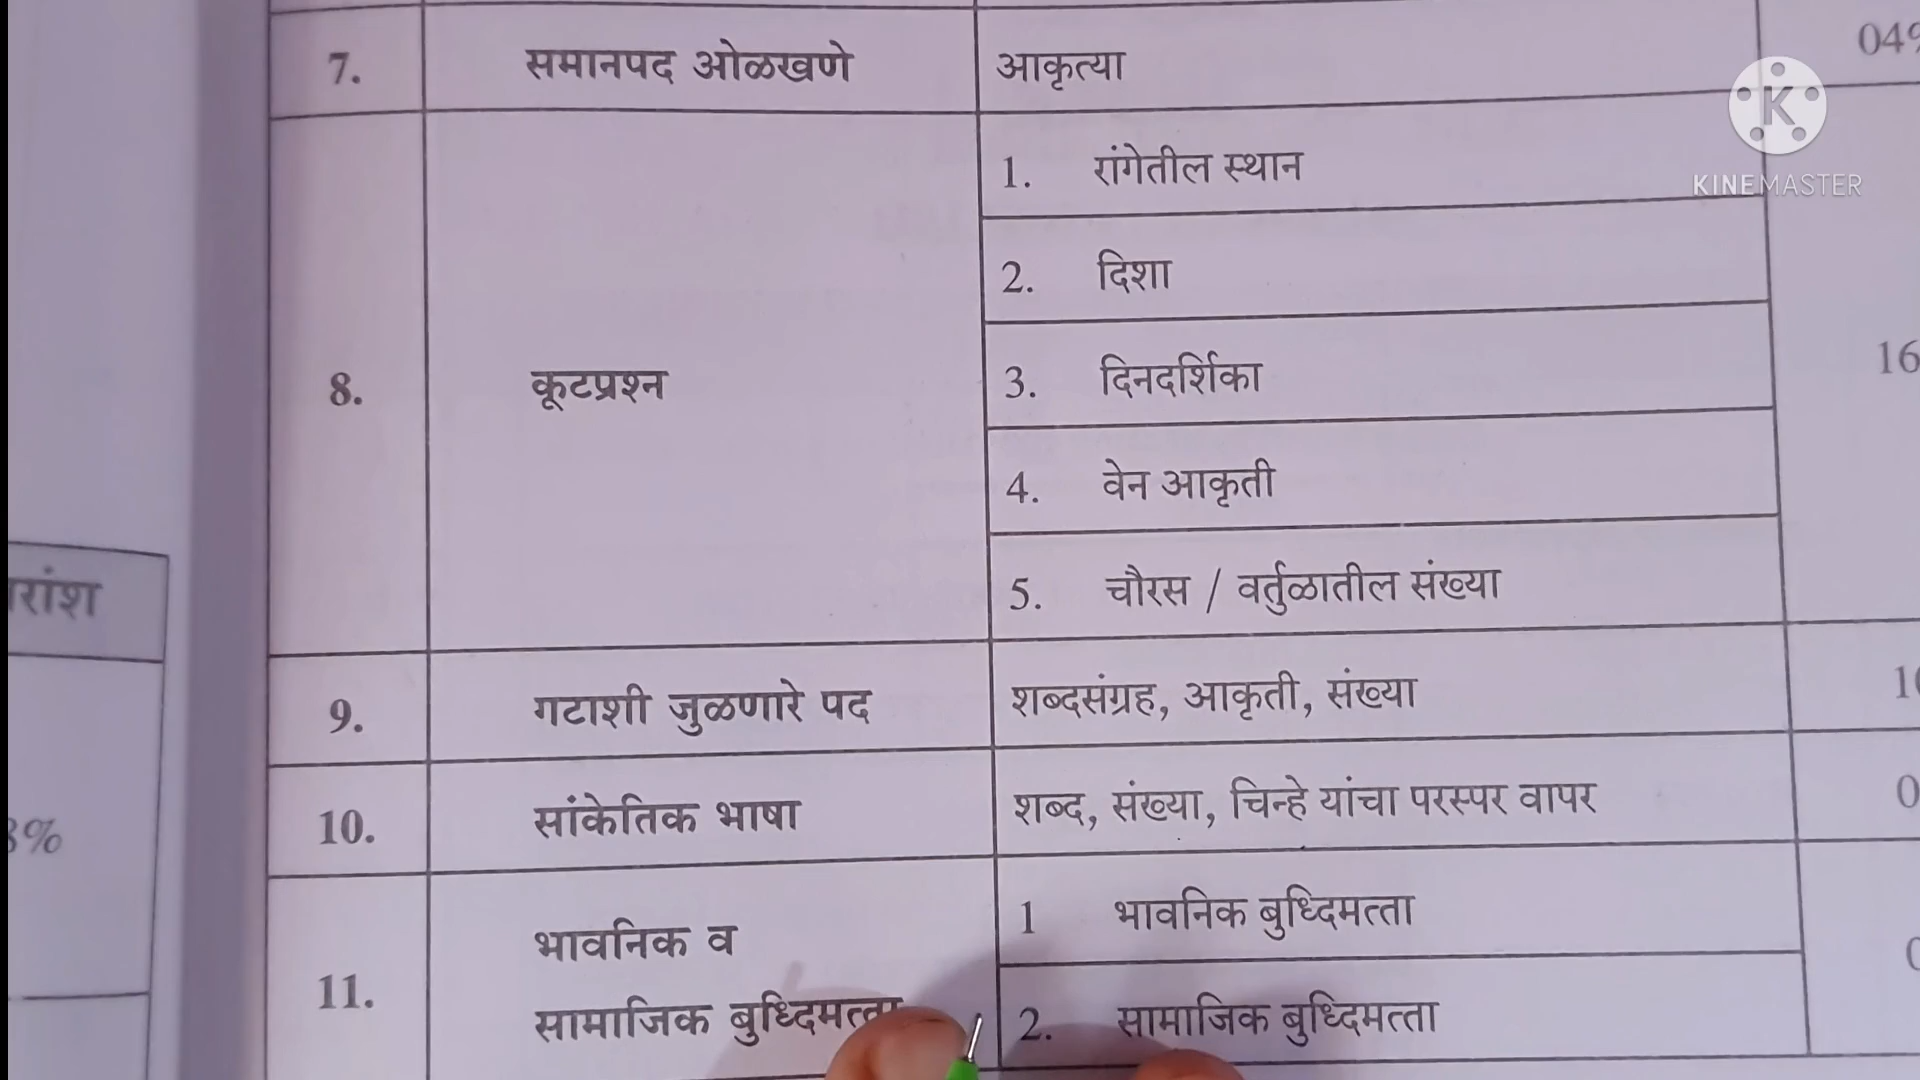 7. समानपद ओळखणे आकृत्या 04%
KINEMASTER
8. कूटप्रश्न 16
1. रांगेतील स्थान
2. दिशा
3. दिनदर्शिका
4. वेन आकृती
5. चौरस / वर्तुळातील संख्या
9. गटाशी जुळणारे पद शब्दसंग्रह, आकृती, संख्या
10. सांकेतिक भाषा शब्द, संख्या, चिन्हे यांचा परस्पर वापर
11. भावनिक व
सामाजिक बुध्दिमत्ता
1 भावनिक बुध्दिमत्ता
2. सामाजिक बुध्दिमत्ता